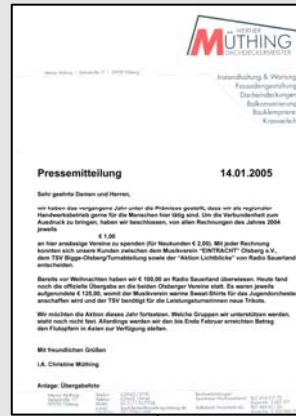 WERNER
MÜTHING
DACHDECKERMEISTER
Instandhaltung & Wartung
Fassadengestaltung
Dacheindeckungen
Balkonsanierung
Bauklempnerei
Kranverleih
Pressemitteilung 14.01.2005
Sehr geehrte Damen und Herren,
wir haben das vergangene Jahr unter die Prämisse gestellt, dass wir als regionaler
Handwerksbetrieb gerne für die Menschen hier tätig sind. Um die Verbundenheit zum
Ausdruck zu bringen, haben wir beschlossen, von allen Rechnungen des Jahres 2004
jeweils
€ 1,00
an hier ansässige Vereine zu spenden (für Neukunden € 2,00). Mit jeder Rechnung
konnten sich unsere Kunden zwischen dem Musikverein "EINTRACHT" Olsberg e.V.,
dem TSV Bigge-Olsberg/Turnabteilung sowie der "Aktion Lichtblicke" von Radio Sauerland
entscheiden.
Bereits vor Weihnachten haben wir € 100,00 an Radio Sauerland überwiesen. Heute fand
noch die offizielle Übergabe an die beiden Olsberger Vereine statt. Es waren jeweils
aufgerundete € 125,00, womit der Musikverein warme Sweat-Shirts für das Jugendorchester
anschaffen wird und der TSV benötigt für die Leistungsturnerinnen neue Trikots.
Wir möchten die Aktion dieses Jahr fortsetzen. Welche Gruppen wir unterstützen werden,
steht noch nicht fest. Allerdings werden wir den bis Ende Februar erreichten Betrag
den Flutopfern in Asien zur Verfügung stellen.
Mit freundlichen Grüßen
i.A. Christine Müthing
Anlage: Übergabefoto